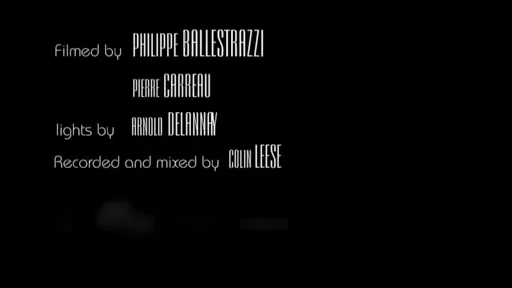 Filmed by PHILIPPE BALLESTRAZZI
PIERRE CARREAU
lights by ARNOLD DELANNAY
Recorded and mixed by COLIN LEESE